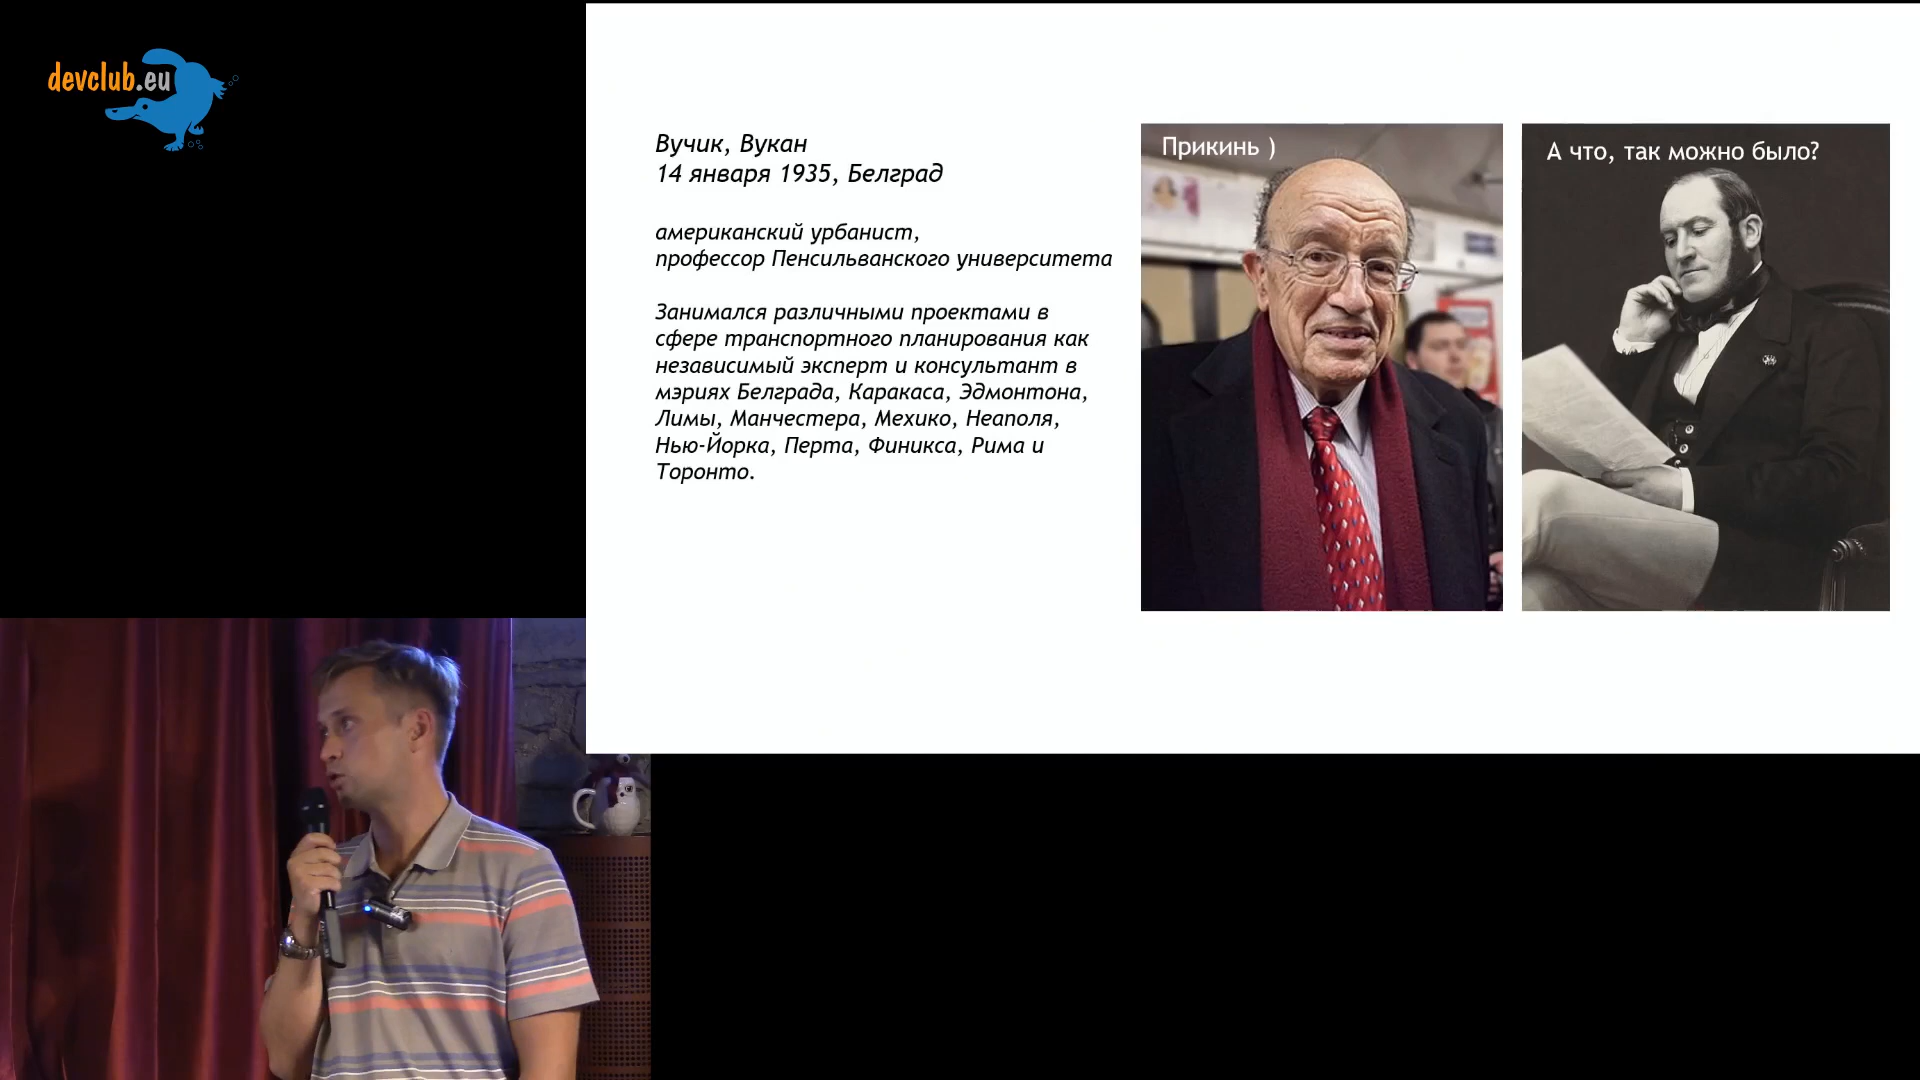 devclub.eu
Вучик, Вукан
14 января 1935, Белград
американский урбанист,
профессор Пенсильванского университета
Занимался различными проектами в
сфере транспортного планирования как
независимый эксперт и консультант в
мэриях Белграда, Каракаса, Эдмонтона,
Лимы, Манчестера, Мехико, Неаполя,
Нью-Йорка, Перта, Финикса, Рима и
Торонто.
Прикинь )
А что, так можно было?